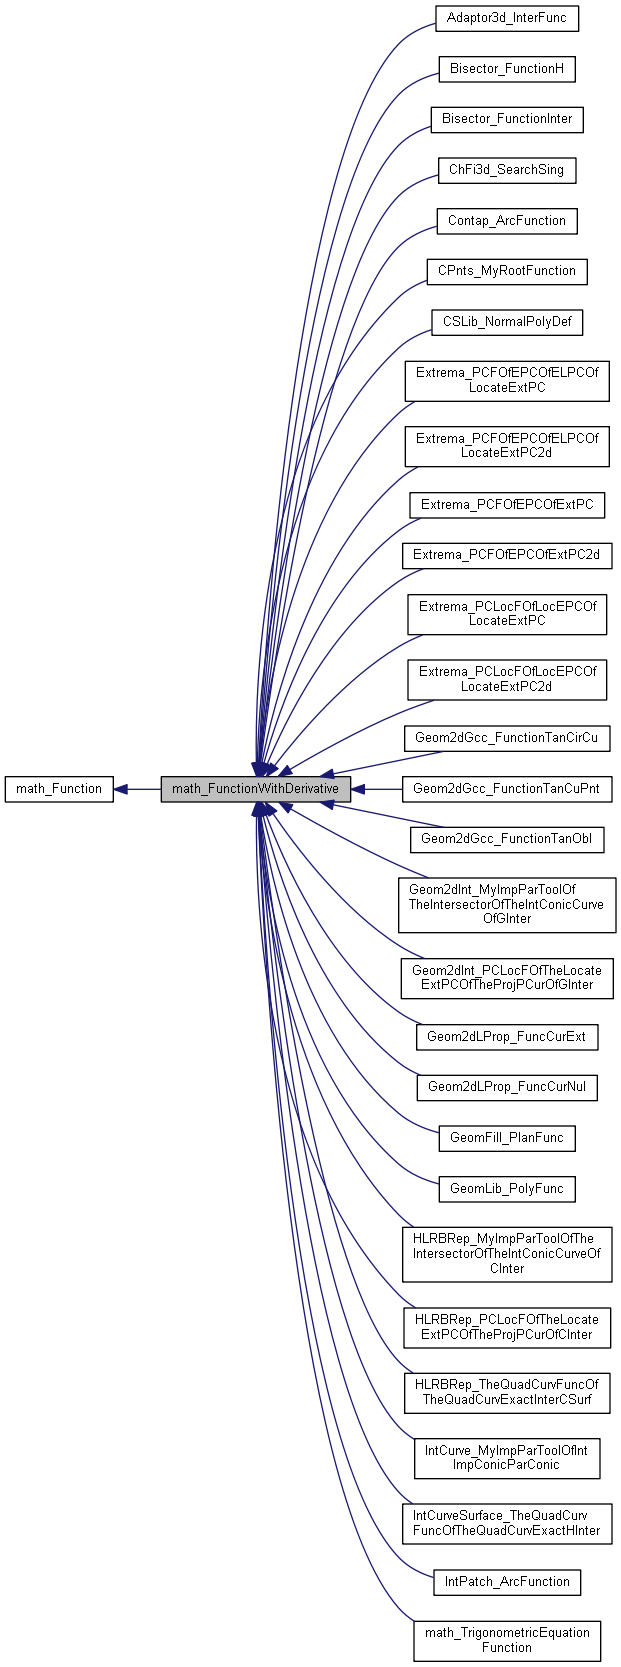 Adaptor3d_InterFunc
Bisector_FunctionH
Bisector_FunctionInter
ChFi3d_SearchSing
Contap_ArcFunction
CPnts_MyRootFunction
CSLib_NormalPolyDef
Extrema_PCFOfEPCOfELPCOf
LocateExtPC
Extrema_PCFOfEPCOfELPCOf
LocateExtPC2d
Extrema_PCFOfEPCOfExtPC
Extrema_PCFOfEPCOfExtPC2d
Extrema_PCLocFOfLocEPCOf
LocateExtPC
Extrema_PCLocFOfLocEPCOf
LocateExtPC2d
Geom2dGcc_FunctionTanCirCu
math_Function
math_FunctionWithDerivative
Geom2dGcc_FunctionTanCuPnt
Geom2dGcc_FunctionTanObl
Geom2dInt_MyImpParToolOf
TheIntersectorOfTheIntConicCurve
OfGInter
Geom2dInt_PCLocFOfTheLocate
ExtPCOfTheProjPCurOfGInter
Geom2dLProp_FuncCurExt
Geom2dLProp_FuncCurNul
GeomFill_PlanFunc
GeomLib_PolyFunc
HLRBRep_MyImpParToolOfThe
IntersectorOfTheIntConicCurveOf
CInter
HLRBRep_PCLocFOfTheLocate
ExtPCOfTheProjPCurOfCInter
HLRBRep_TheQuadCurvFuncOf
TheQuadCurvExactInterCSurf
IntCurve_MyImpParToolOfInt
ImpConicParConic
IntCurveSurface_TheQuadCurv
FuncOfTheQuadCurvExactHInter
IntPatch_ArcFunction
math_TrigonometricEquation
Function